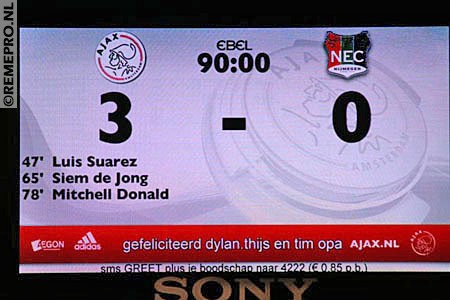 ©REMEPRO.NL
AJAX
EBEL
NEC
NIJMEGEN
90:00
3 - 0
47' Luis Suarez
65' Siem de Jong
78' Mitchell Donald
AMSTERDAM
AEGON adidas gefeliciteerd dylan.thijs en tim opa AJAX.NL
sms GREET plus je boodschap naar 4222 (€ 0,85 p.b.)
SONY